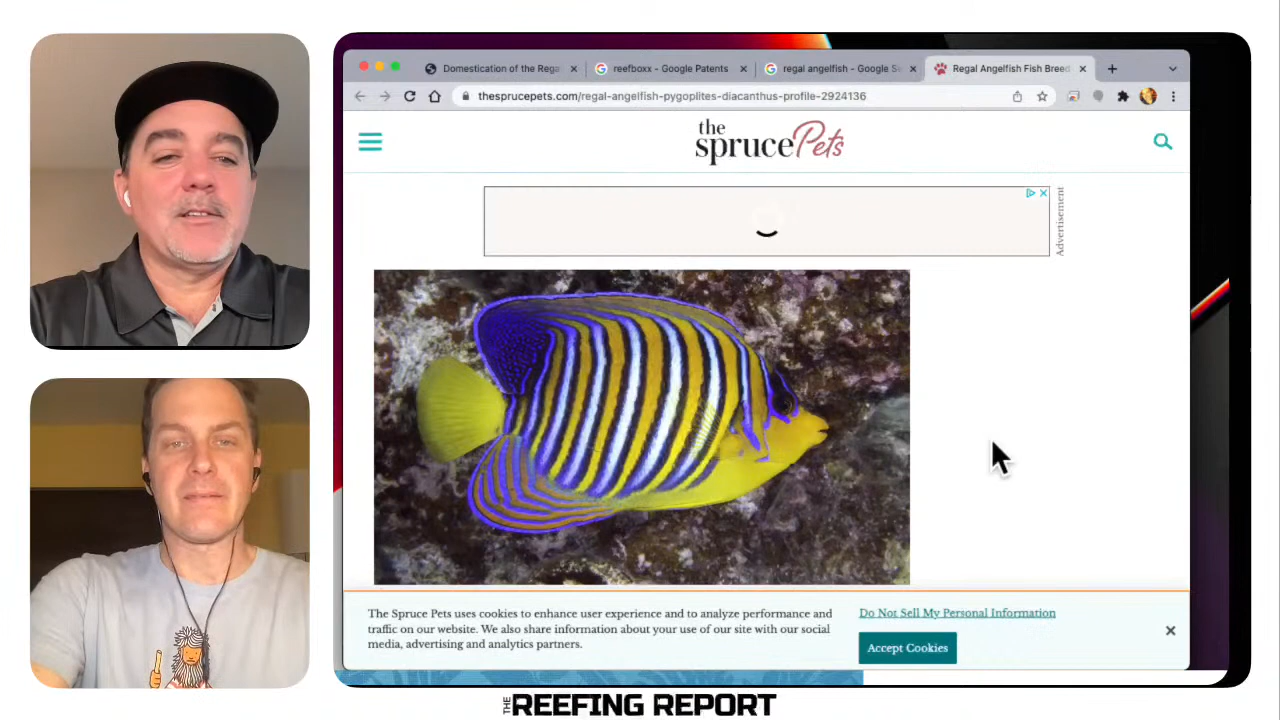 Domestication of the Rega
reefboxx - Google Patents
regal angelfish - Google S
Regal Angelfish Fish Breed
thesprucepets.com/regal-angelfish-pygoplites-diacanthus-profile-2924136
the
sprucePets
Advertisement
The Spruce Pets uses cookies to enhance user experience and to analyze performance and
traffic on our website. We also share information about your use of our site with our social
media, advertising and analytics partners.
Do Not Sell My Personal Information
Accept Cookies
THE REEFING REPORT